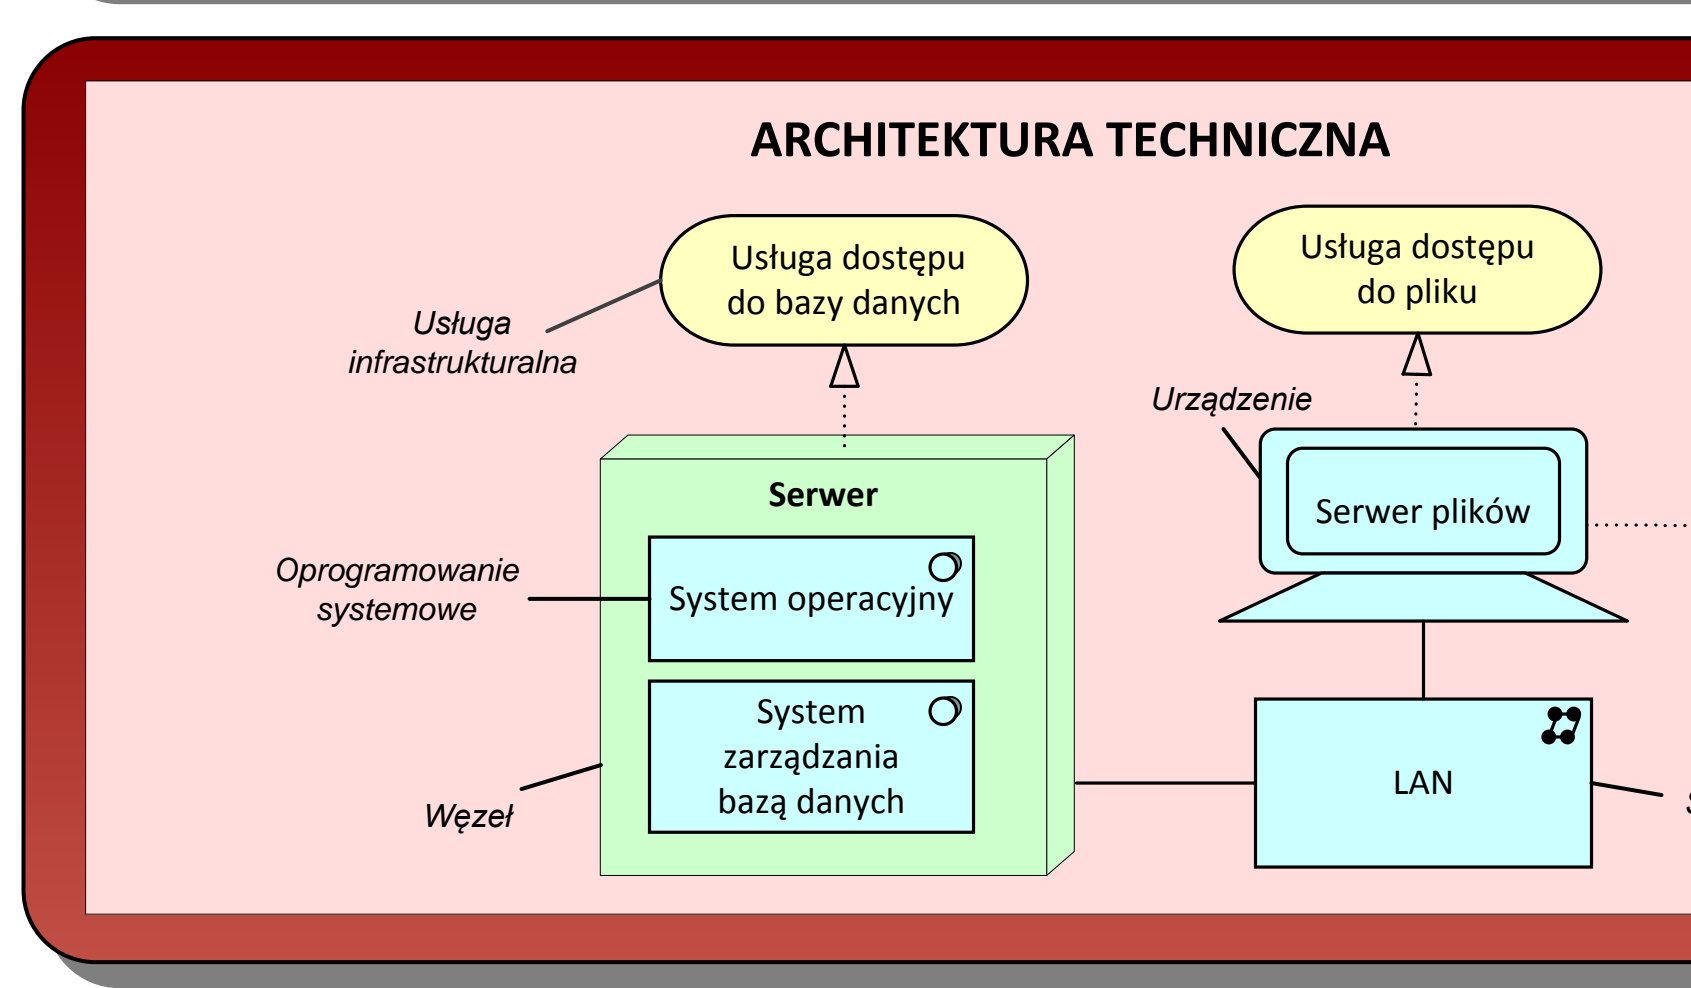 ARCHITEKTURA TECHNICZNA
Usługa dostępu
do bazy danych
Usługa dostępu
do pliku
Usługa
infrastrukturalna
Urządzenie
Serwer
Serwer plików
Oprogramowanie
systemowe
System operacyjny
System
zarządzania
bazą danych
LAN
Węzeł